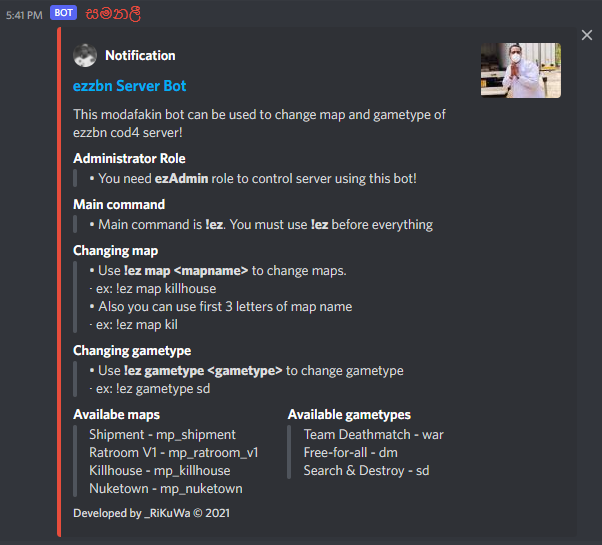 5:41 PM BOT සමනලී
Notification
ezzbn Server Bot
This modafakin bot can be used to change map and gametype of
ezzbn cod4 server!
Administrator Role
• You need ezAdmin role to control server using this bot!
Main command
• Main command is !ez. You must use !ez before everything
Changing map
• Use !ez map <mapname> to change maps.
· ex: !ez map killhouse
• Also you can use first 3 letters of map name
· ex: !ez map kil
Changing gametype
• Use !ez gametype <gametype> to change gametype
· ex: !ez gametype sd
Availabe maps
Shipment - mp_shipment
Ratroom V1 - mp_ratroom_v1
Killhouse - mp_killhouse
Nuketown - mp_nuketown
Available gametypes
Team Deathmatch - war
Free-for-all - dm
Search & Destroy - sd
Developed by _RiKuWa © 2021